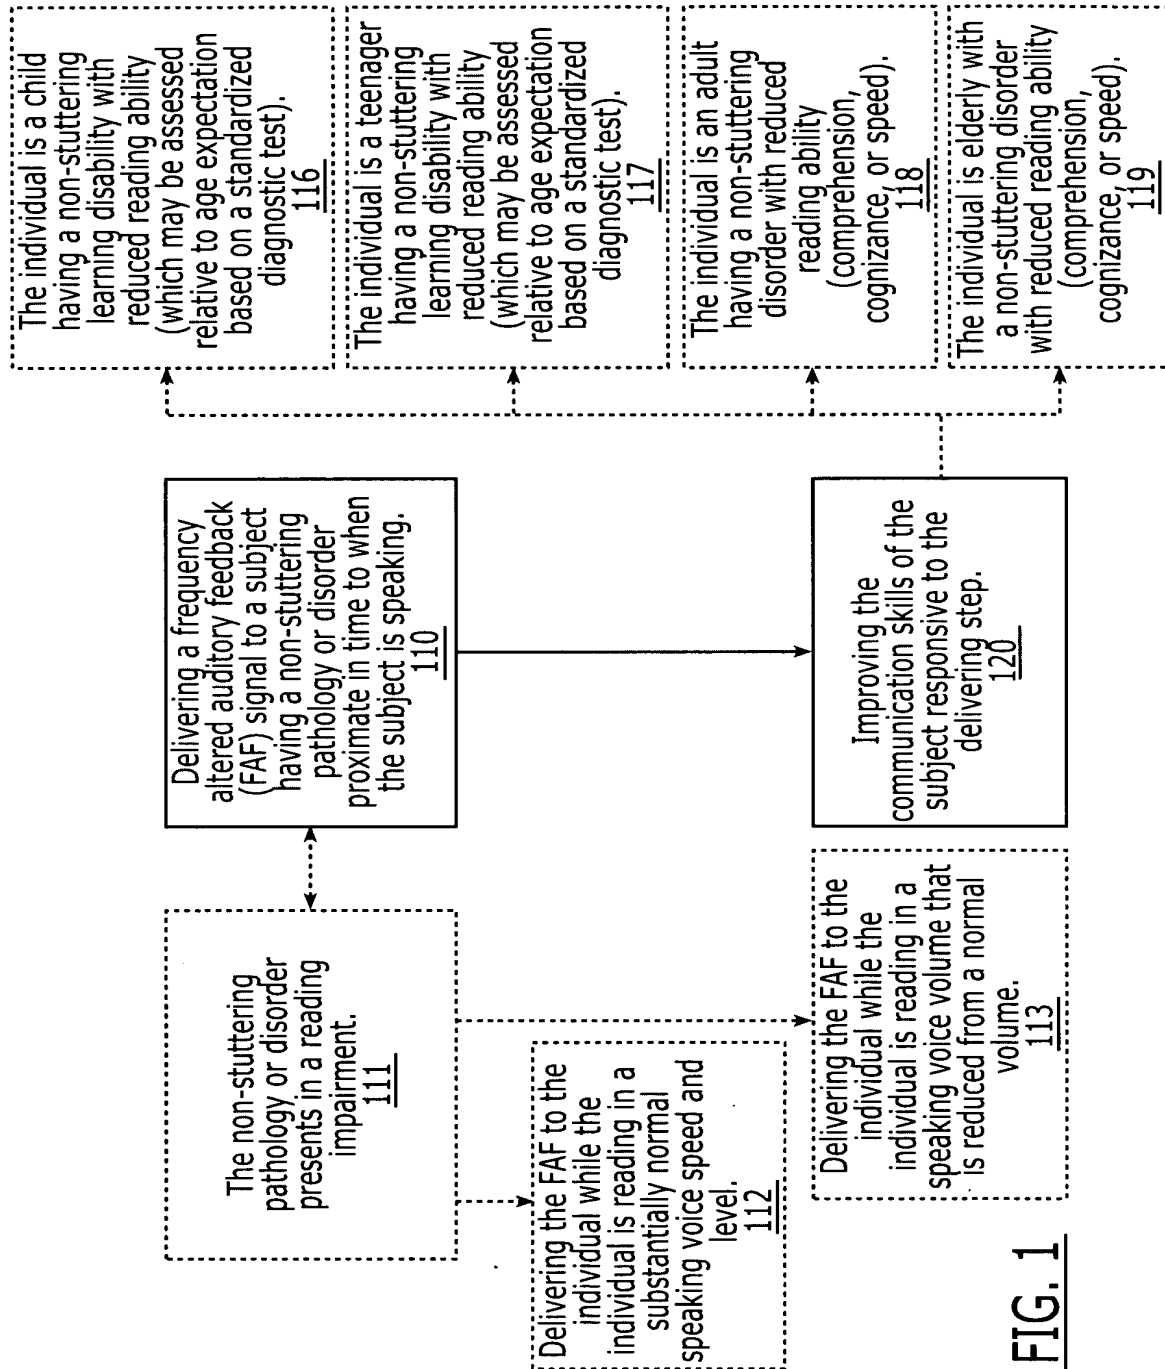 The non-stuttering
pathology or disorder
presents in a reading
impairment.
111
Delivering a frequency
altered auditory feedback
(FAF) signal to a subject
having a non-stuttering
pathology or disorder
proximate in time to when
the subject is speaking.
110
The individual is a child
having a non-stuttering
learning disability with
reduced reading ability
(which may be assessed
relative to age expectation
based on a standardized
diagnostic test).
116
The individual is a teenager
having a non-stuttering
learning disability with
reduced reading ability
(which may be assessed
relative to age expectation
based on a standardized
diagnostic test).
117
Delivering the FAF to the
individual while the
individual is reading in a
substantially normal
speaking voice speed and
level.
112
Delivering the FAF to the
individual while the
individual is reading in a
speaking voice volume that
is reduced from a normal
volume.
113
Improving the
communication skills of the
subject responsive to the
delivering step.
120
The individual is an adult
having a non-stuttering
disorder with reduced
reading ability
(comprehension,
cognizance, or speed).
118
The individual is elderly with
a non-stuttering disorder
with reduced reading ability
(comprehension,
cognizance, or speed).
119
FIG. 1